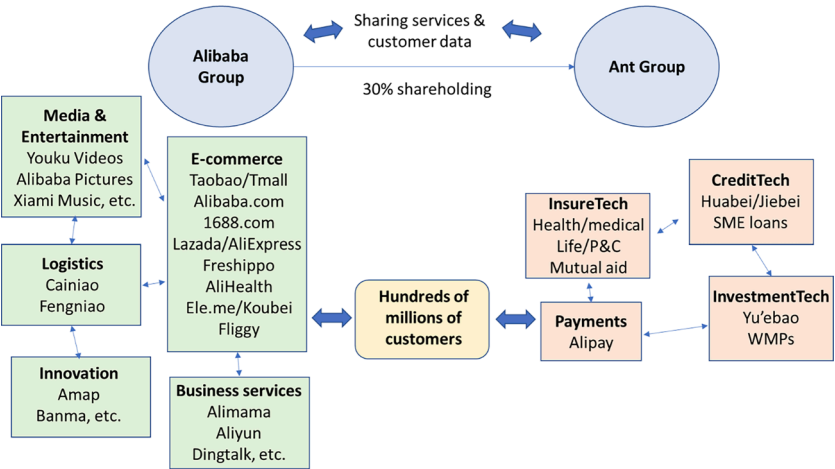 Sharing services &
customer data
Alibaba
Group
Ant Group
30% shareholding
Media &
Entertainment
Youku Videos
Alibaba Pictures
Xiami Music, etc.
E-commerce
Taobao/Tmall
Alibaba.com
1688.com
Lazada/AliExpress
Freshippo
AliHealth
Ele.me/Koubei
Fliggy
Logistics
Cainiao
Fengniao
Innovation
Amap
Banma, etc.
Business services
Alimama
Aliyun
Dingtalk, etc.
Hundreds of
millions of
customers
InsureTech
Health/medical
Life/P&C
Mutual aid
CreditTech
Huabei/Jiebei
SME loans
Payments
Alipay
InvestmentTech
Yu’ebao
WMPs